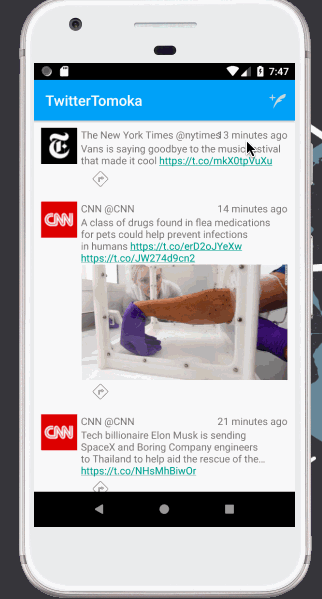 7:47
TwitterTomoka
The New York Times @nytimes 13 minutes ago
Vans is saying goodbye to the music festival
that made it cool https://t.co/mkX0tpVuXu
CNN @CNN 14 minutes ago
A class of drugs found in flea medications
for pets could help prevent infections
in humans https://t.co/erD2oJYeXw
https://t.co/JW274d9cn2
CNN @CNN 21 minutes ago
Tech billionaire Elon Musk is sending
SpaceX and Boring Company engineers
to Thailand to help aid the rescue of the...
https://t.co/NHsMhBiwOr